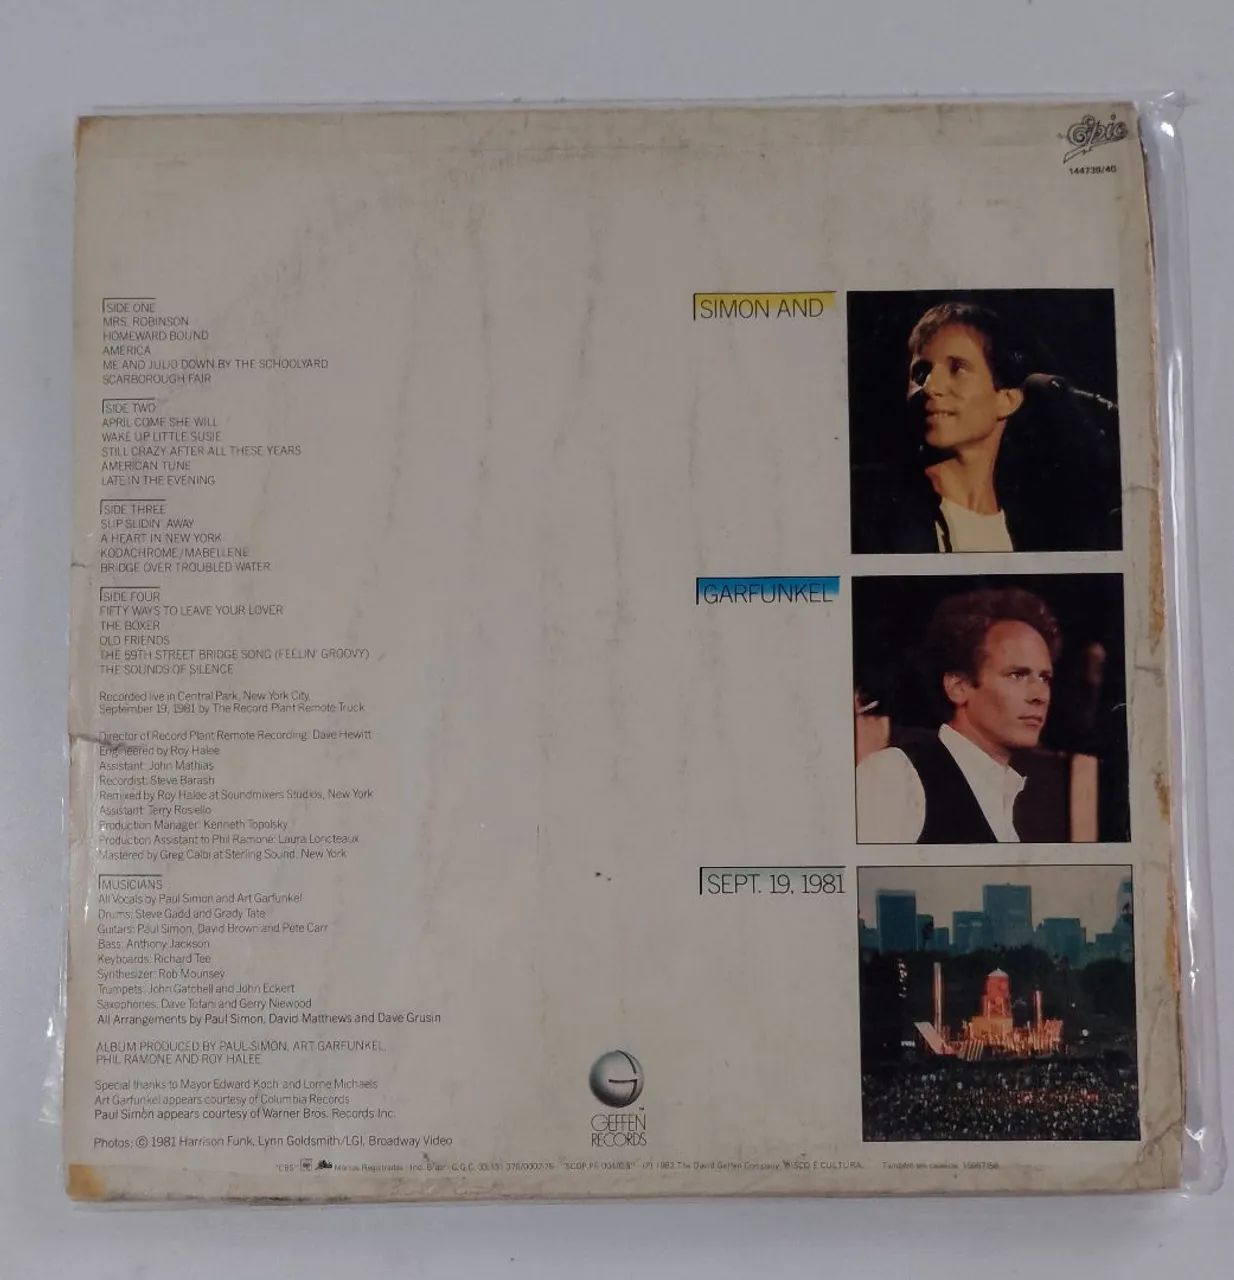 Epic
144739/40
SIDE ONE
MRS. ROBINSON
HOMEWARD BOUND
AMERICA
ME AND JULIO DOWN BY THE SCHOOLYARD
SCARBOROUGH FAIR
SIDE TWO
APRIL COME SHE WILL
WAKE UP LITTLE SUSIE
STILL CRAZY AFTER ALL THESE YEARS
AMERICAN TUNE
LATE IN THE EVENING
SIDE THREE
SLIP SLIDIN' AWAY
A HEART IN NEW YORK
KODACHROME/MABELLENE
BRIDGE OVER TROUBLED WATER
SIDE FOUR
FIFTY WAYS TO LEAVE YOUR LOVER
THE BOXER
OLD FRIENDS
THE 59TH STREET BRIDGE SONG (FEELIN' GROOVY)
THE SOUNDS OF SILENCE
Recorded live in Central Park, New York City,
September 19, 1981 by The Record Plant Remote Truck
Director of Record Plant Remote Recording: Dave Hewitt
Engineered by Roy Halee
Assistant: John Mathias
Recordist: Steve Barash
Remixed by Roy Halee at Soundmixers Studios, New York
Assistant: Terry Rosiello
Production Manager: Kenneth Topolsky
Production Assistant to Phil Ramone: Laura Loncteaux
Mastered by Greg Calbi at Sterling Sound, New York
MUSICIANS
All Vocals by Paul Simon and Art Garfunkel
Drums: Steve Gadd and Grady Tate
Guitars: Paul Simon, David Brown and Pete Carr
Bass: Anthony Jackson
Keyboards: Richard Tee
Synthesizer: Rob Mounsey
Trumpets: John Gatchell and John Eckert
Saxophones: Dave Tofani and Gerry Niewood
All Arrangements by Paul Simon, David Matthews and Dave Grusin
ALBUM PRODUCED BY PAUL SIMON, ART GARFUNKEL,
PHIL RAMONE AND ROY HALEE
Special thanks to Mayor Edward Koch and Lorne Michaels
Art Garfunkel appears courtesy of Columbia Records
Paul Simon appears courtesy of Warner Bros. Records Inc.
Photos: © 1981 Harrison Funk, Lynn Goldsmith/LGI, Broadway Video
SIMON AND
GARFUNKEL
SEPT. 19, 1981
GEFFEN
RECORDS
"CBS" Marcas Registradas (P) 1982 The David Geffen Company. DISCO É CULTURA.